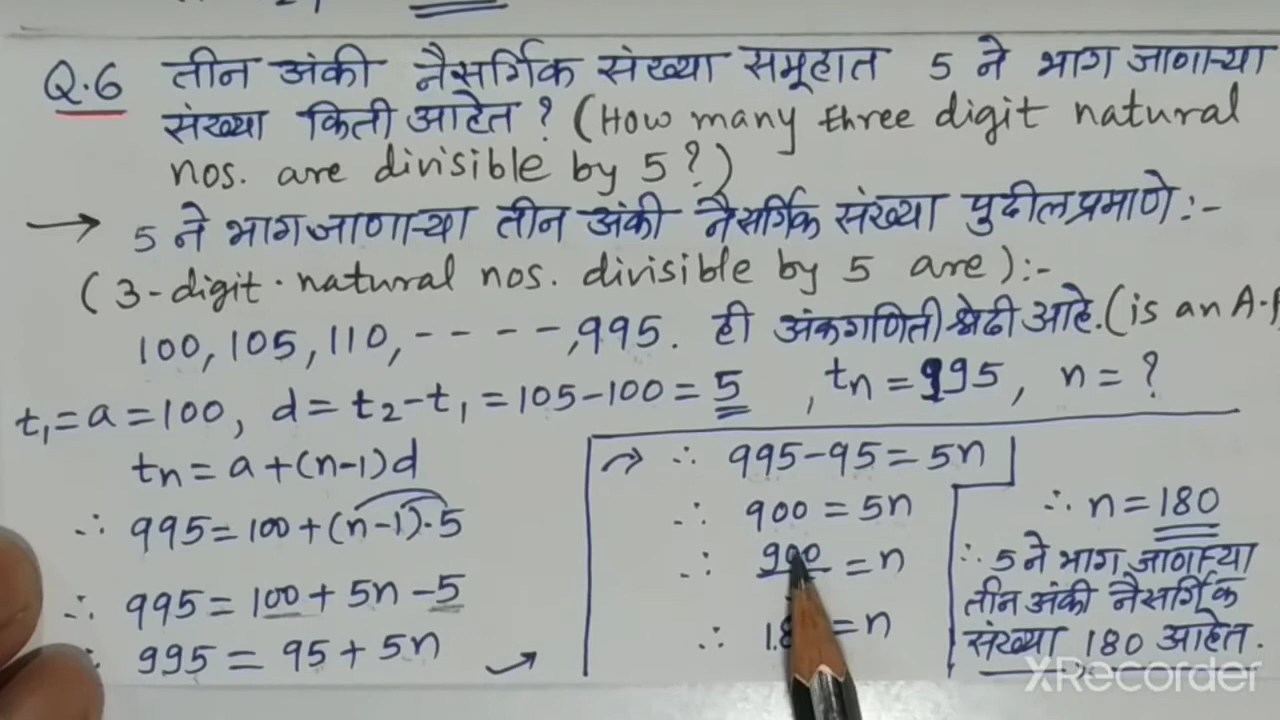 Q.6 तीन अंकी नैसर्गिक संख्या समूहात 5 ने भाग जाणाऱ्या
संख्या किती आहेत ? (How many three digit natural
nos. are divisible by 5 ?)
→ 5 ने भाग जाणाऱ्या तीन अंकी नैसर्गिक संख्या पुढीलप्रमाणे :-
(3-digit. natural nos. divisible by 5 are) :-
100, 105, 110, - - - -, 995. ही अंकगणिती श्रेढी आहे. (is an A.P
t₁ = a = 100, d = t₂ - t₁ = 105 - 100 = 5 , tn = 995, n = ?
tn = a + (n-1)d
∴ 995 = 100 + (n-1).5
∴ 995 = 100 + 5n - 5
∴ 995 = 95 + 5n
∴ 995 - 95 = 5n
∴ 900 = 5n
∴ 900 = n
∴ = n
∴ n = 180
∴ 5 ने भाग जाणाऱ्या
तीन अंकी नैसर्गिक
संख्या 180 आहेत.
XRecorder